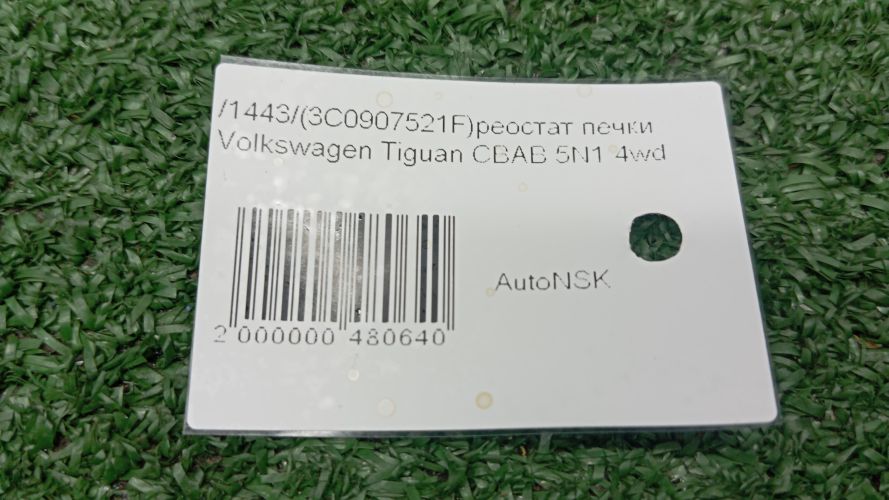 /1443/(3C0907521F)реостат печки
Volkswagen Tiguan CBAB 5N1 4wd
AutoNSK
2 000000 480640